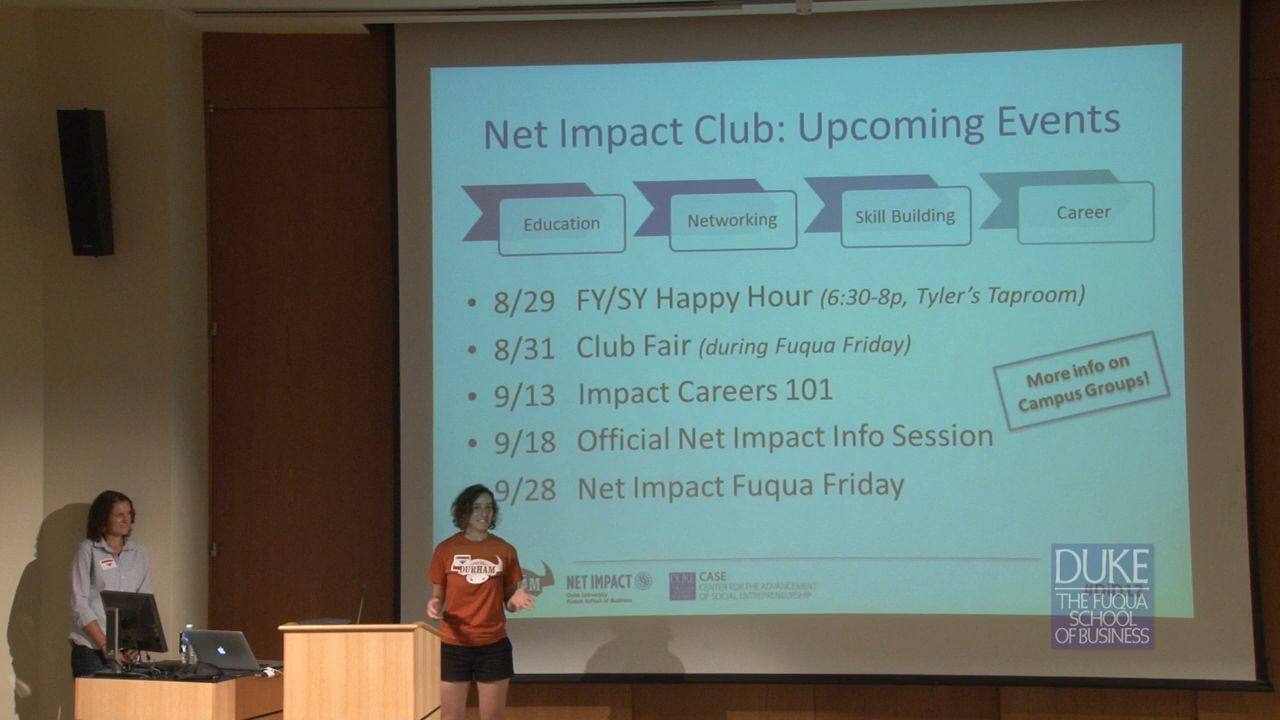 Net Impact Club: Upcoming Events
Education
Networking
Skill Building
Career
• 8/29 FY/SY Happy Hour (6:30-8p, Tyler's Taproom)
• 8/31 Club Fair (during Fuqua Friday)
• 9/13 Impact Careers 101
• 9/18 Official Net Impact Info Session
9/28 Net Impact Fuqua Friday
More info on
Campus Groups!
DURHAM
NET IMPACT
Duke University
Fuqua School of Business
DUKE
CASE
CENTER FOR THE ADVANCEMENT
OF SOCIAL ENTREPRENEURSHIP
DUKE
THE FUQUA
SCHOOL
OF BUSINESS